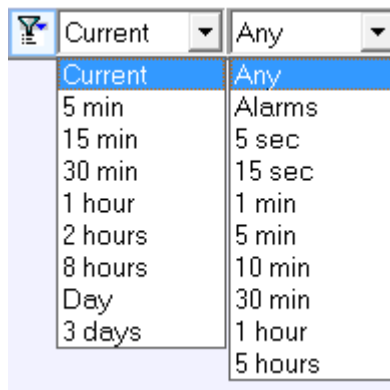 Current Any
Current
5 min
15 min
30 min
1 hour
2 hours
8 hours
Day
3 days
Any
Alarms
5 sec
15 sec
1 min
5 min
10 min
30 min
1 hour
5 hours